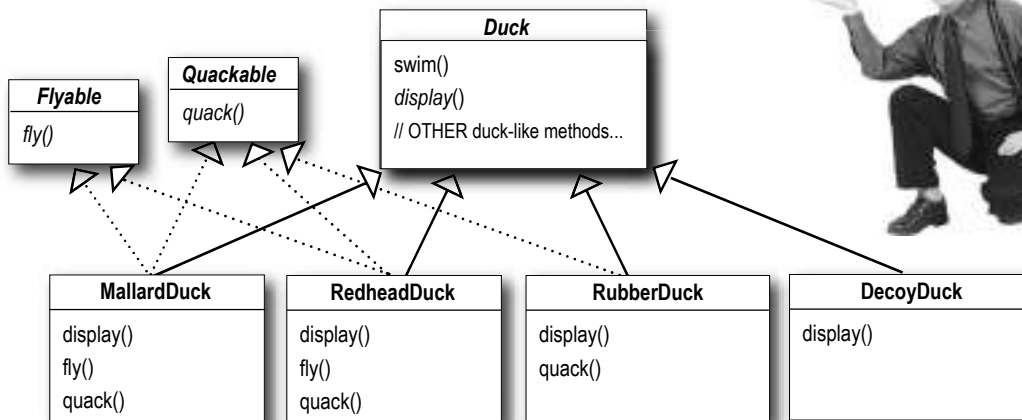 Duck
swim()
display()
// OTHER duck-like methods...
Quackable
quack()
Flyable
fly()
MallardDuck
display()
fly()
quack()
RedheadDuck
display()
fly()
quack()
RubberDuck
display()
quack()
DecoyDuck
display()